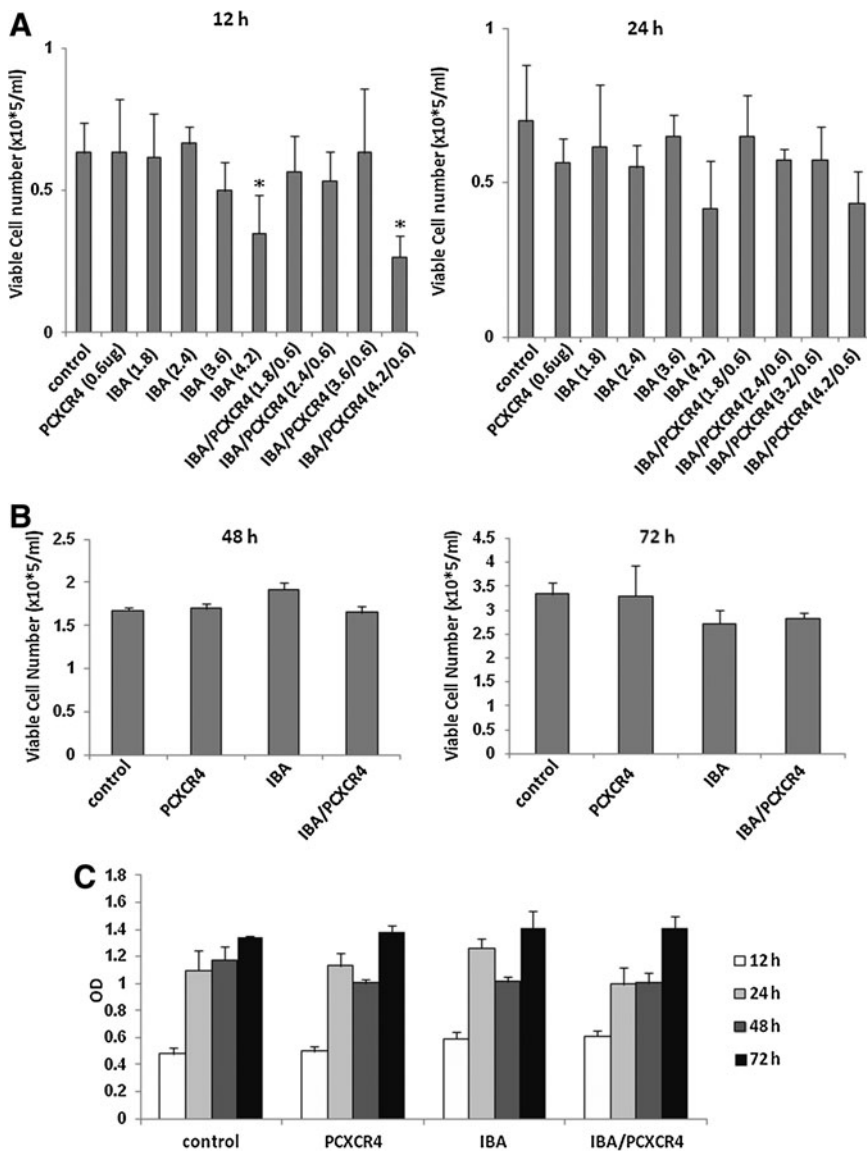 A
12 h
24 h
Viable Cell number (x10*5/ml)
1
0.5
0
*
*
control
PCXCR4 (0.6ug)
IBA (1.8)
IBA (2.4)
IBA (3.6)
IBA (4.2)
IBA/PCXCR4 (1.8/0.6)
IBA/PCXCR4 (2.4/0.6)
IBA/PCXCR4 (3.6/0.6)
IBA/PCXCR4 (4.2/0.6)
Viable Cell number (x10*5/ml)
1
0.5
0
control
PCXCR4 (0.6ug)
IBA (1.8)
IBA (2.4)
IBA (3.6)
IBA (4.2)
IBA/PCXCR4 (1.8/0.6)
IBA/PCXCR4 (2.4/0.6)
IBA/PCXCR4 (3.2/0.6)
IBA/PCXCR4 (4.2/0.6)
B
48 h
Viable Cell Number (x10*5/ml)
2.5
2
1.5
1
0.5
0
control
PCXCR4
IBA
IBA/PCXCR4
72 h
Viable Cell Number (x10*5/ml)
4.5
4
3.5
3
2.5
2
1.5
1
0.5
0
control
PCXCR4
IBA
IBA/PCXCR4
C
OD
1.8
1.6
1.4
1.2
1
0.8
0.6
0.4
0.2
0
control
PCXCR4
IBA
IBA/PCXCR4
12 h
24 h
48 h
72 h